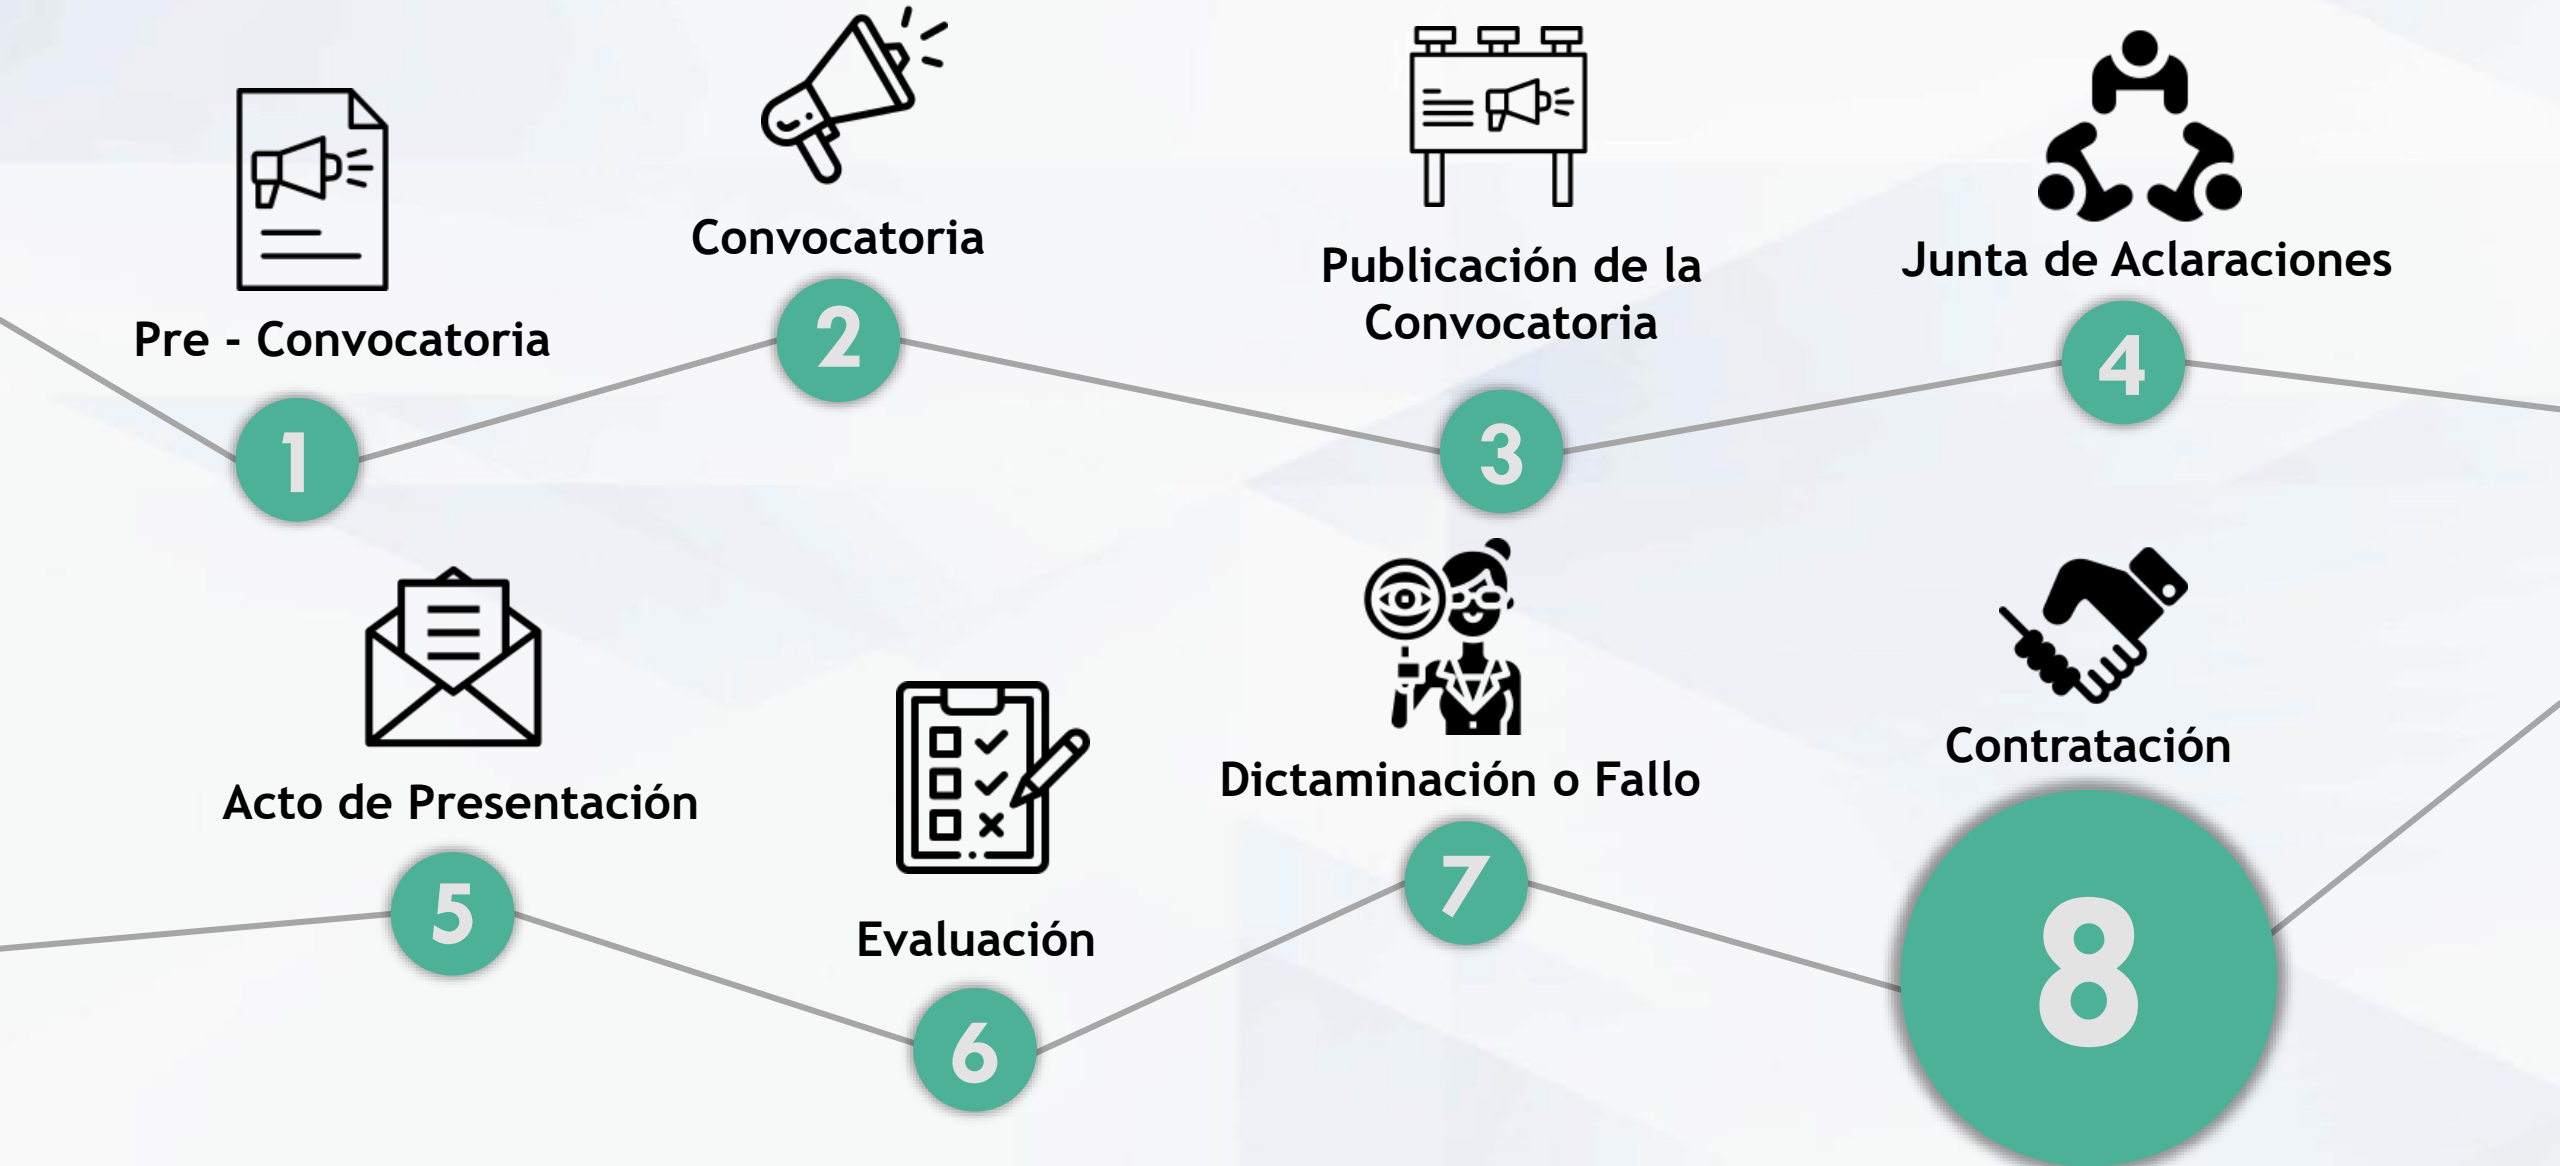 Pre - Convocatoria
1
Convocatoria
2
Publicación de la
Convocatoria
3
Junta de Aclaraciones
4
Acto de Presentación
5
Evaluación
6
Dictaminación o Fallo
7
Contratación
8